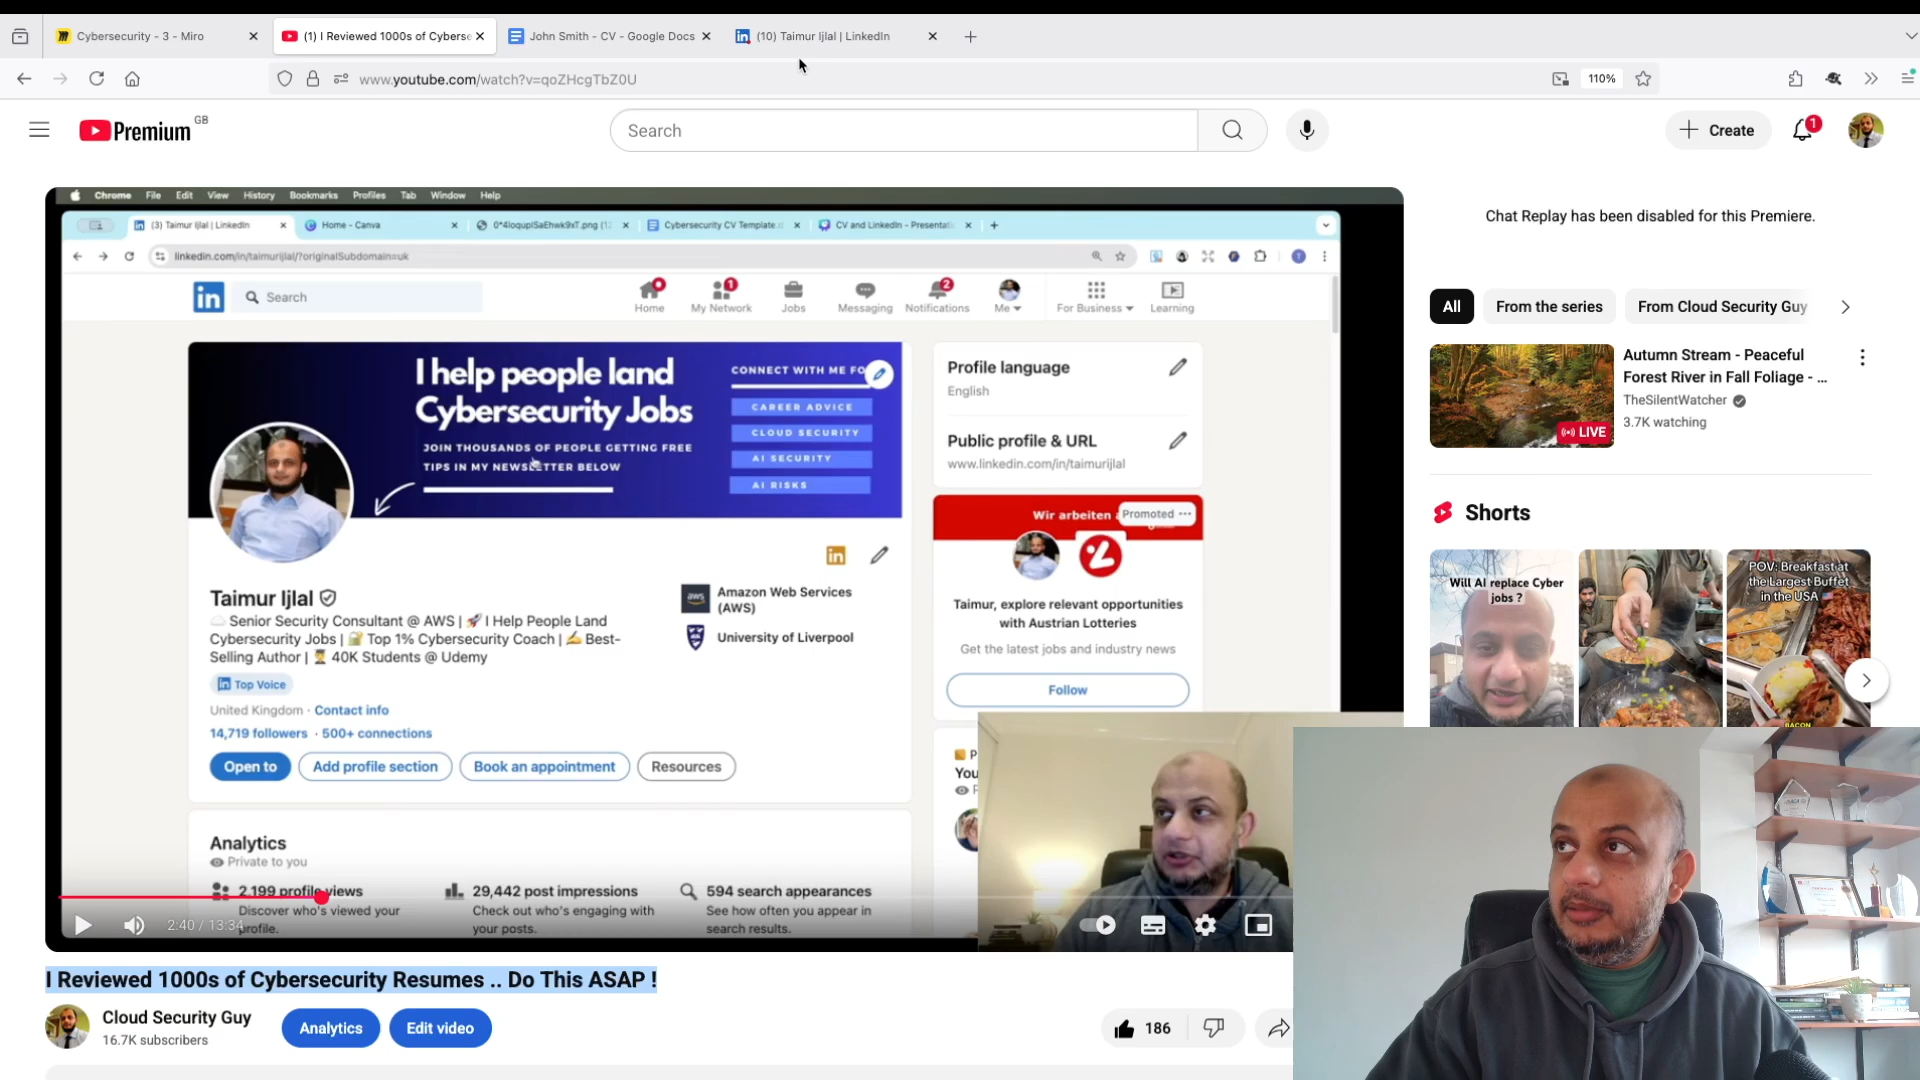 Cybersecurity - 3 - Miro
(1) I Reviewed 1000s of Cyberse
John Smith - CV - Google Docs
(10) Taimur Ijlal | LinkedIn
www.youtube.com/watch?v=qoZHcgTbZ0U
110%
Premium GB
Search
Create
1
Chrome File Edit View History Bookmarks Profiles Tab Window Help
(3) Taimur Ijlal | LinkedIn
Home - Canva
Cybersecurity CV Template.d
CV and LinkedIn - Presentati
linkedin.com/in/taimurijlal/?originalSubdomain=uk
in
Search
Home
1
My Network
Jobs
Messaging
2
Notifications
Me
For Business
Learning
I help people land
Cybersecurity Jobs
JOIN THOUSANDS OF PEOPLE GETTING FREE
TIPS IN MY NEWSLETTER BELOW
CONNECT WITH ME FO
CAREER ADVICE
CLOUD SECURITY
AI SECURITY
AI RISKS
Taimur Ijlal
Senior Security Consultant @ AWS | 🚀 I Help People Land
Cybersecurity Jobs | 🔐 Top 1% Cybersecurity Coach | ✍ Best-
Selling Author | 👨‍🏫 40K Students @ Udemy
Top Voice
United Kingdom · Contact info
14,719 followers · 500+ connections
Open to
Add profile section
Book an appointment
Resources
aws
Amazon Web Services
(AWS)
University of Liverpool
Analytics
Private to you
2,199 profile views
Discover who's viewed your
profile.
29,442 post impressions
Check out who's engaging with
your posts.
594 search appearances
See how often you appear in
search results.
Profile language
English
Public profile & URL
www.linkedin.com/in/taimurijlal
Wir arbeiten
Promoted
Taimur, explore relevant opportunities
with Austrian Lotteries
Get the latest jobs and industry news
Follow
You
2:40 / 13:34
I Reviewed 1000s of Cybersecurity Resumes .. Do This ASAP !
Cloud Security Guy
16.7K subscribers
Analytics
Edit video
186
Chat Replay has been disabled for this Premiere.
All
From the series
From Cloud Security Guy
Autumn Stream - Peaceful
Forest River in Fall Foliage - ...
TheSilentWatcher
3.7K watching
LIVE
Shorts
Will AI replace Cyber
jobs ?
POV: Breakfast at
the Largest Buffet
in the USA
BACON